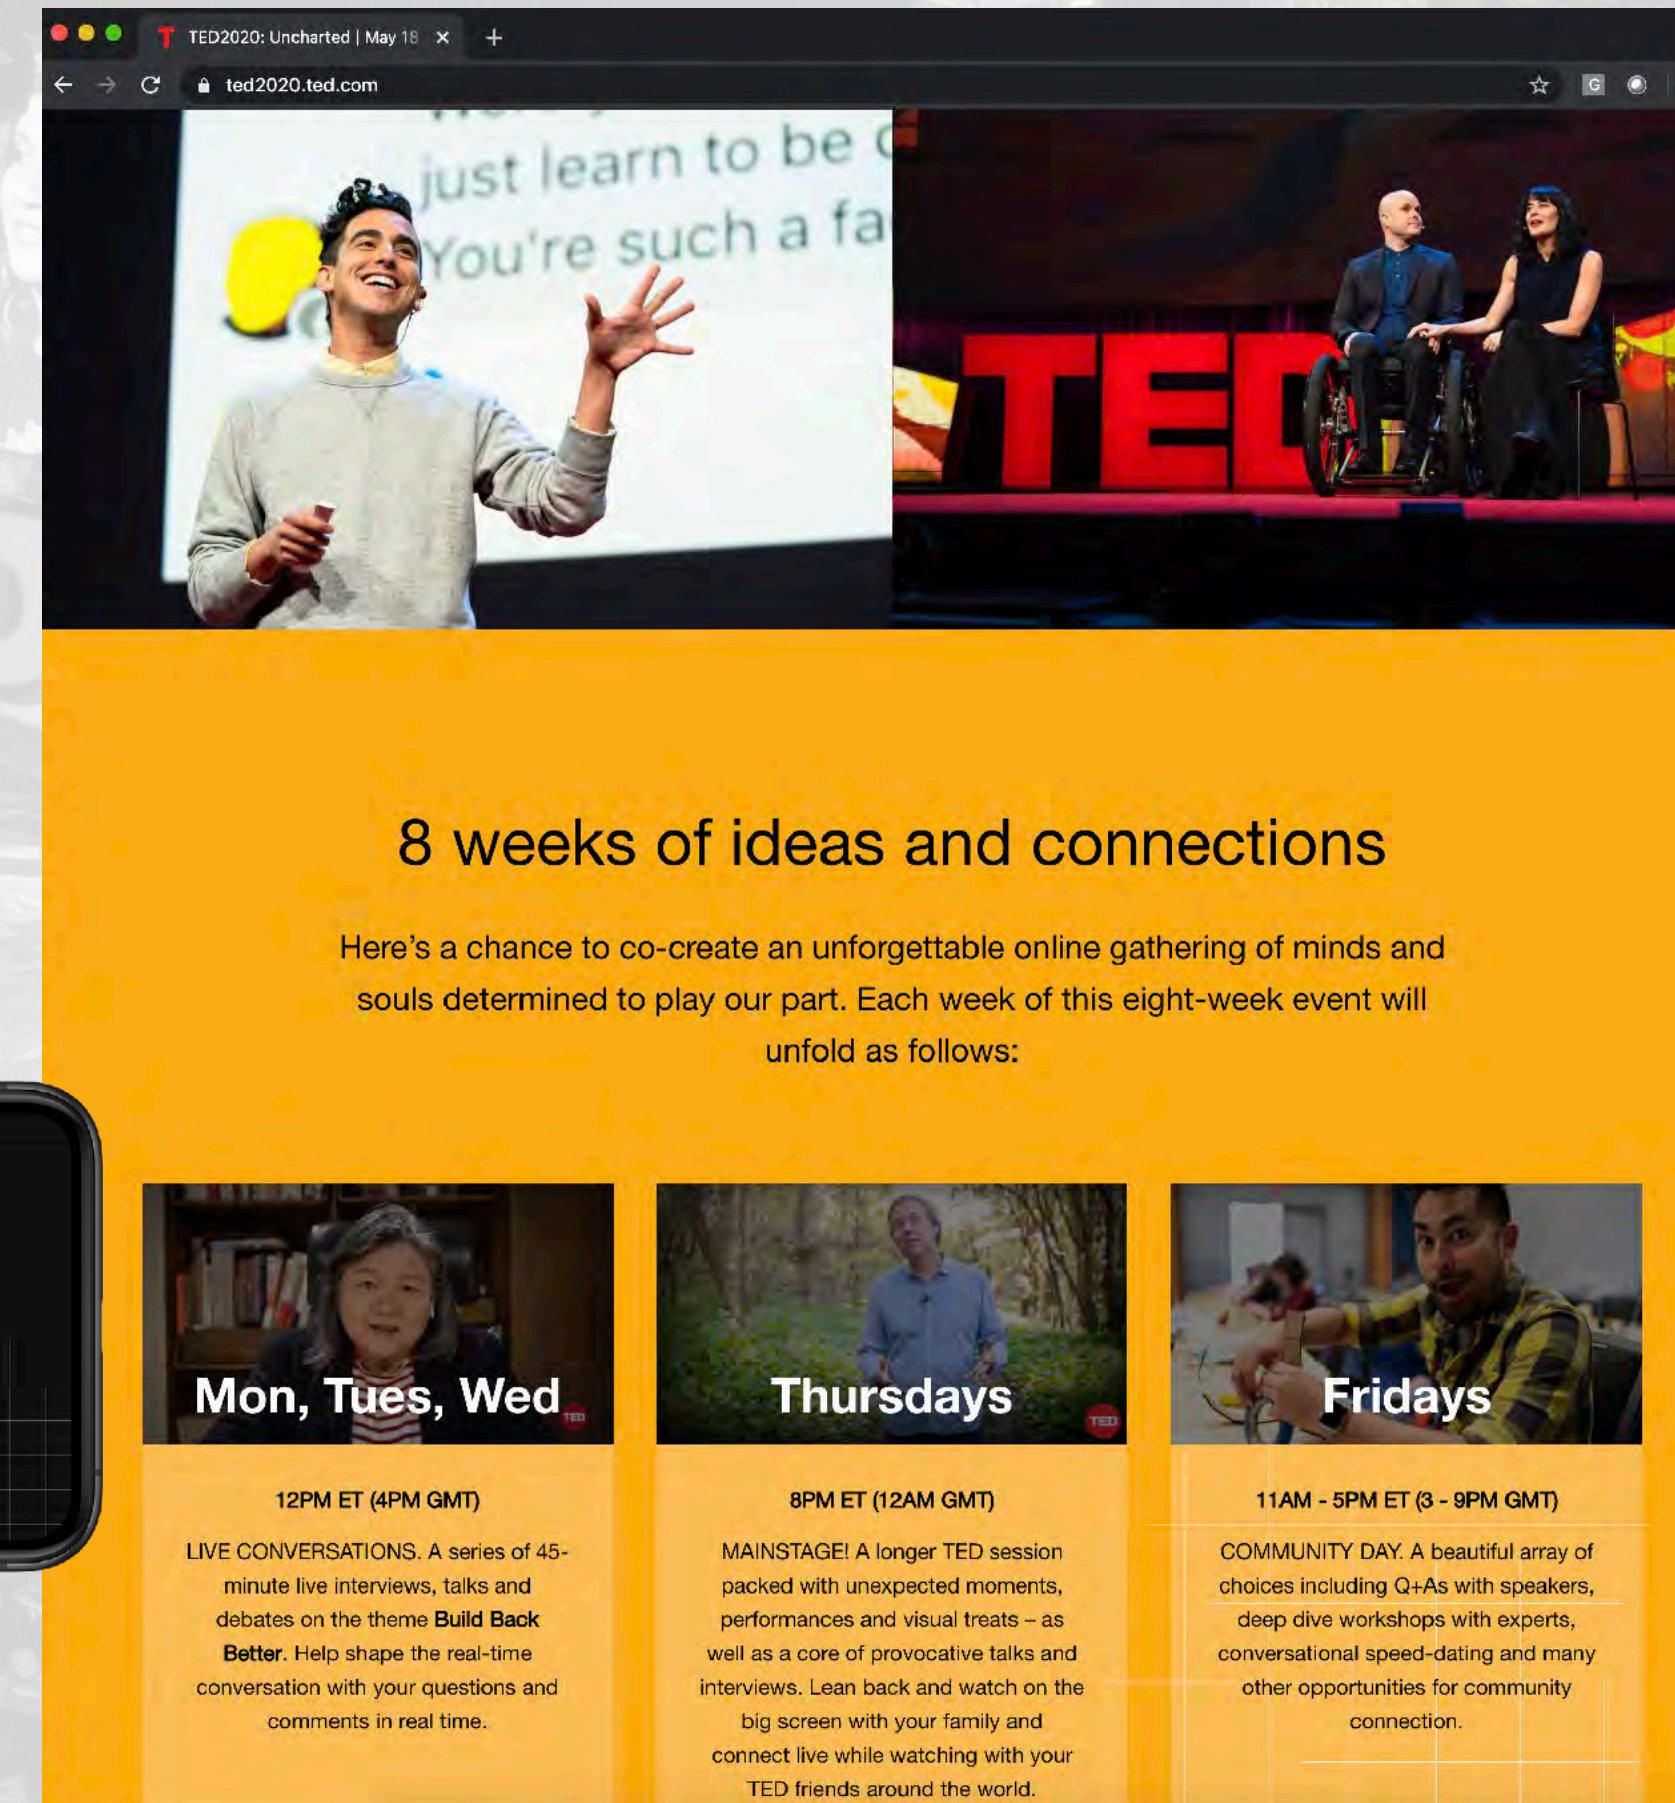 TED2020: Uncharted | May 18
ted2020.ted.com
G
just learn to be
You're such a
TED
8 weeks of ideas and connections
Here's a chance to co-create an unforgettable online gathering of minds and
souls determined to play our part. Each week of this eight-week event will
unfold as follows:
Mon, Tues, Wed
TED
12PM ET (4PM GMT)
LIVE CONVERSATIONS. A series of 45-
minute live interviews, talks and
debates on the theme Build Back
Better. Help shape the real-time
conversation with your questions and
comments in real time.
Thursdays
TED
8PM ET (12AM GMT)
MAINSTAGE! A longer TED session
packed with unexpected moments,
performances and visual treats – as
well as a core of provocative talks and
interviews. Lean back and watch on the
big screen with your family and
connect live while watching with your
TED friends around the world.
Fridays
11AM - 5PM ET (3 - 9PM GMT)
COMMUNITY DAY. A beautiful array of
choices including Q+As with speakers,
deep dive workshops with experts,
conversational speed-dating and many
other opportunities for community
connection.